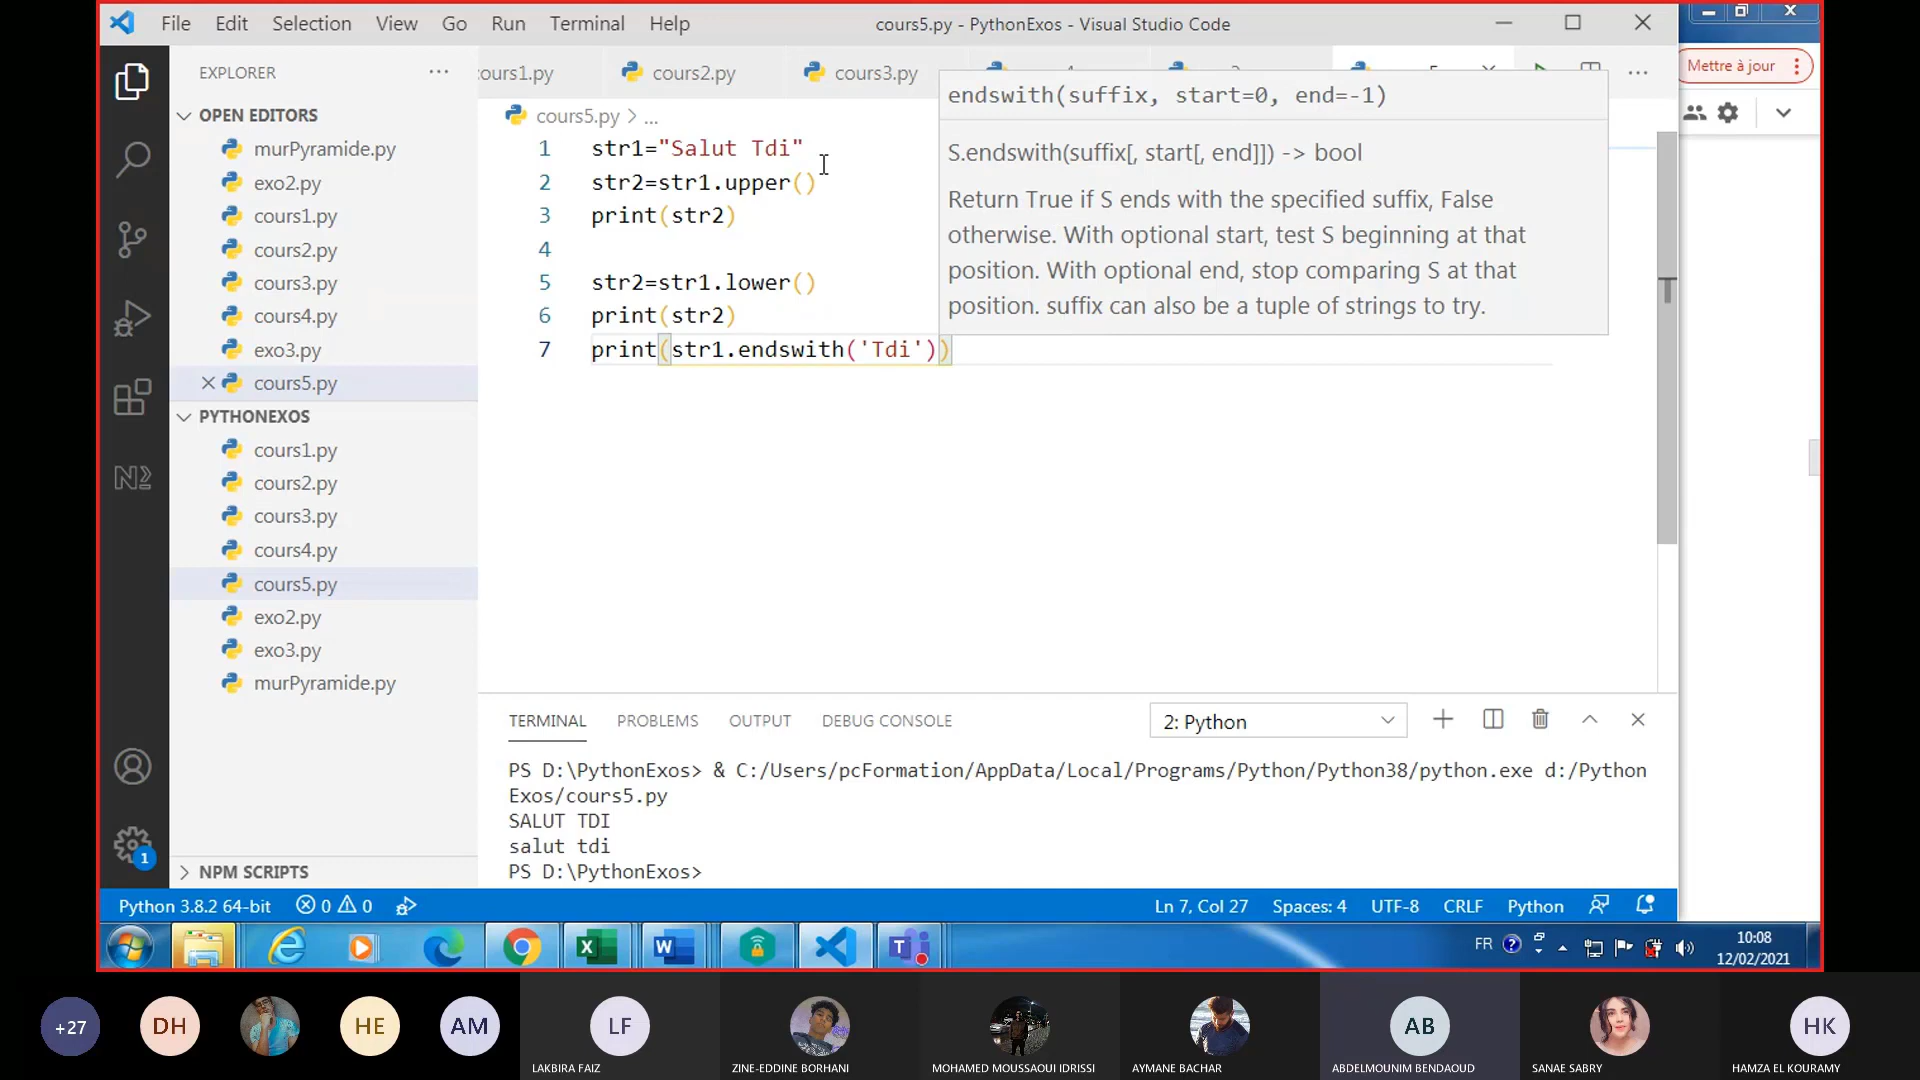 File Edit Selection View Go Run Terminal Help
cours5.py - PythonExos - Visual Studio Code
EXPLORER
OPEN EDITORS
murPyramide.py
exo2.py
cours1.py
cours2.py
cours3.py
cours4.py
exo3.py
cours5.py
PYTHONEXOS
cours1.py
cours2.py
cours3.py
cours4.py
cours5.py
exo2.py
exo3.py
murPyramide.py
NPM SCRIPTS
ours1.py cours2.py cours3.py
cours5.py > ...
1 str1="Salut Tdi"
2 str2=str1.upper()
3 print(str2)
4
5 str2=str1.lower()
6 print(str2)
7 print(str1.endswith('Tdi'))
endswith(suffix, start=0, end=-1)
S.endswith(suffix[, start[, end]]) -> bool
Return True if S ends with the specified suffix, False
otherwise. With optional start, test S beginning at that
position. With optional end, stop comparing S at that
position. suffix can also be a tuple of strings to try.
Mettre à jour
TERMINAL PROBLEMS OUTPUT DEBUG CONSOLE
2: Python
PS D:\PythonExos> & C:/Users/pcFormation/AppData/Local/Programs/Python/Python38/python.exe d:/Python
Exos/cours5.py
SALUT TDI
salut tdi
PS D:\PythonExos>
1
Python 3.8.2 64-bit 0 0
Ln 7, Col 27 Spaces: 4 UTF-8 CRLF Python
FR
10:08
12/02/2021
+27 DH HE AM LF AB HK
LAKBIRA FAIZ ZINE-EDDINE BORHANI MOHAMED MOUSSAOUI IDRISSI AYMANE BACHAR ABDELMOUNIM BENDAOUD SANAE SABRY HAMZA EL KOURAMY